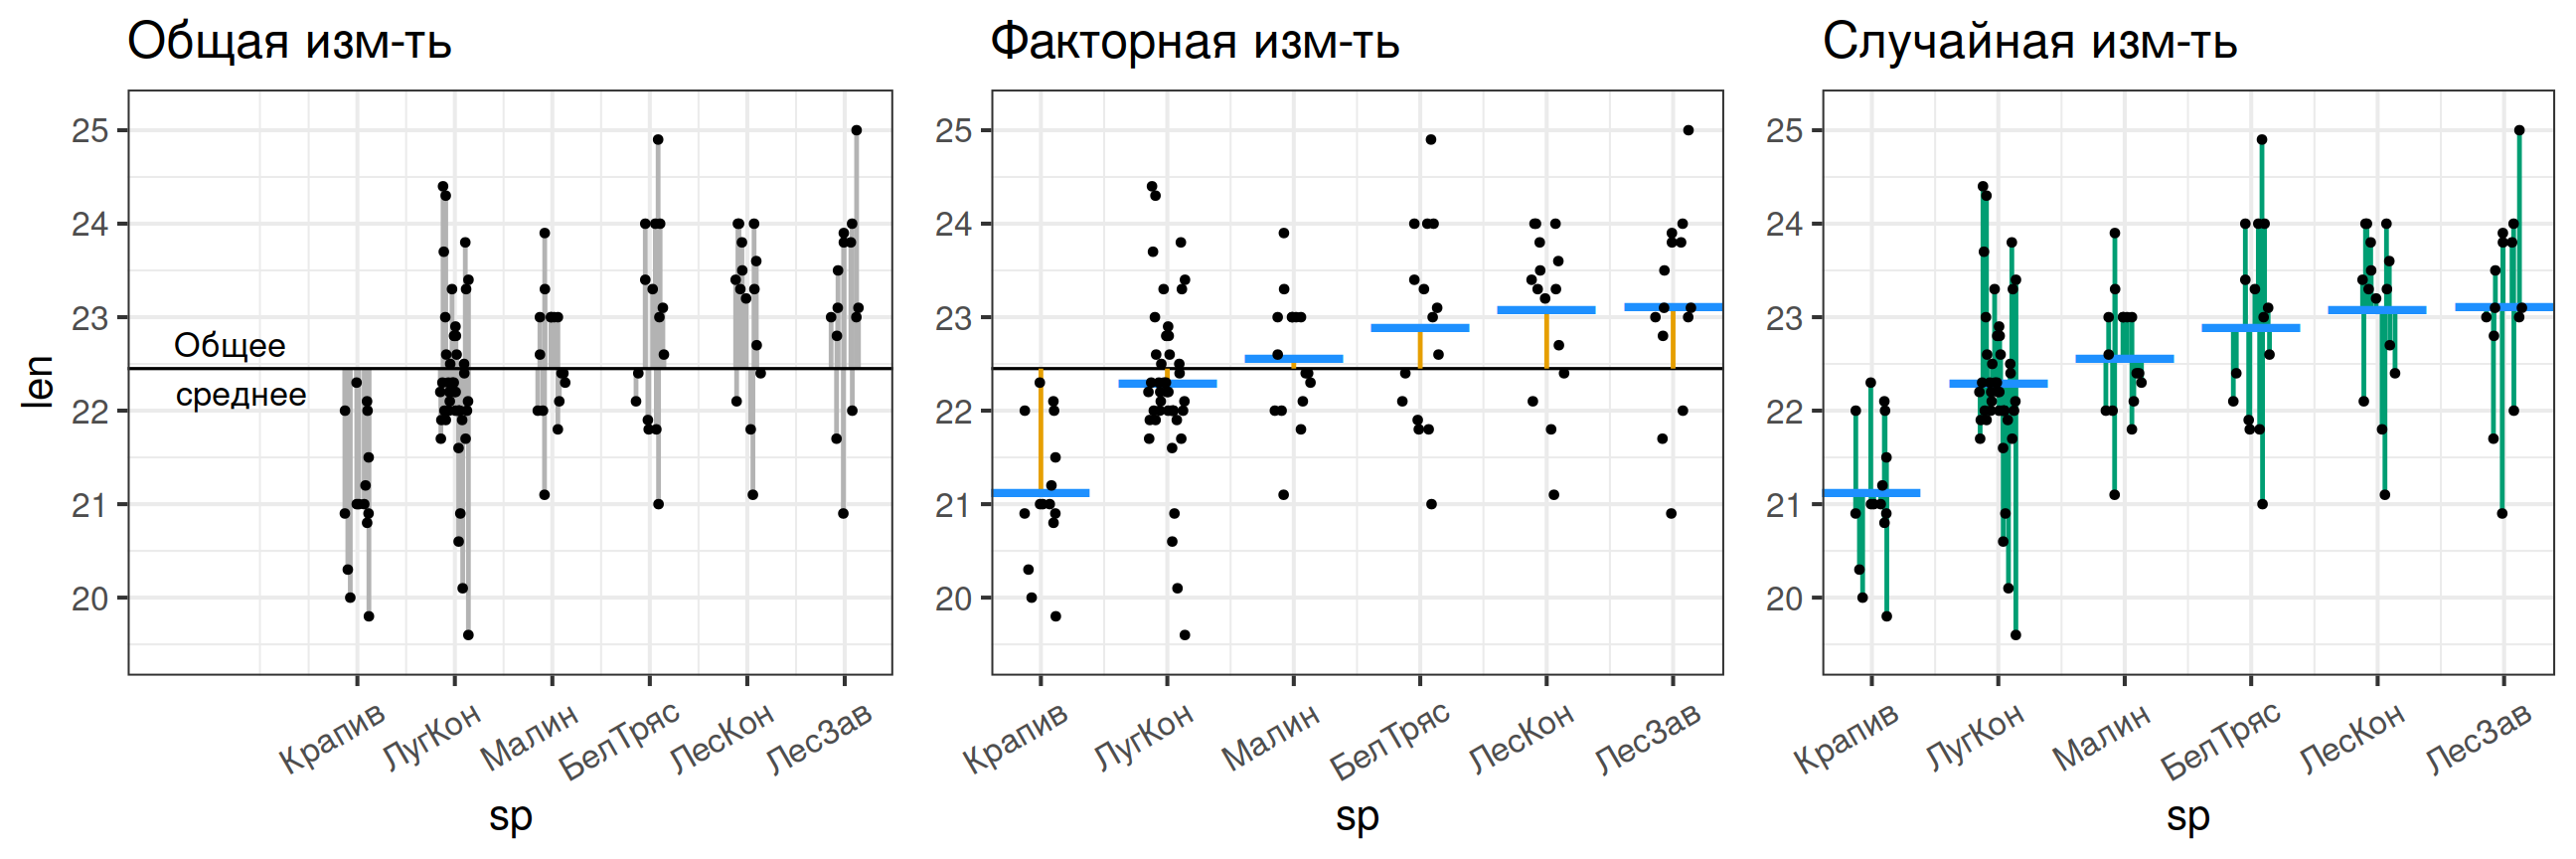 Общая изм-ть
Факторная изм-ть
Случайная изм-ть
len
25
24
23
22
21
20
Общее
среднее
Крапив
ЛугКон
Малин
БелТряс
ЛесКон
ЛесЗав
sp
25
24
23
22
21
20
Крапив
ЛугКон
Малин
БелТряс
ЛесКон
ЛесЗав
sp
25
24
23
22
21
20
Крапив
ЛугКон
Малин
БелТряс
ЛесКон
ЛесЗав
sp